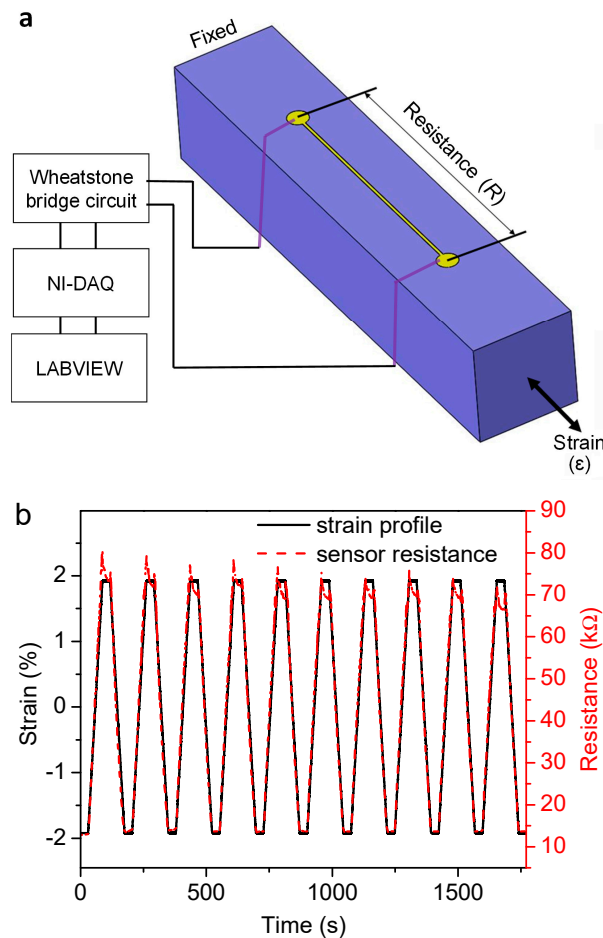 a
Fixed
Resistance (R)
Wheatstone
bridge circuit
NI-DAQ
LABVIEW
Strain
(ε)
b
strain profile
sensor resistance
Strain (%)
2
1
0
-1
-2
Resistance (kΩ)
90
80
70
60
50
40
30
20
10
0
500
1000
1500
Time (s)